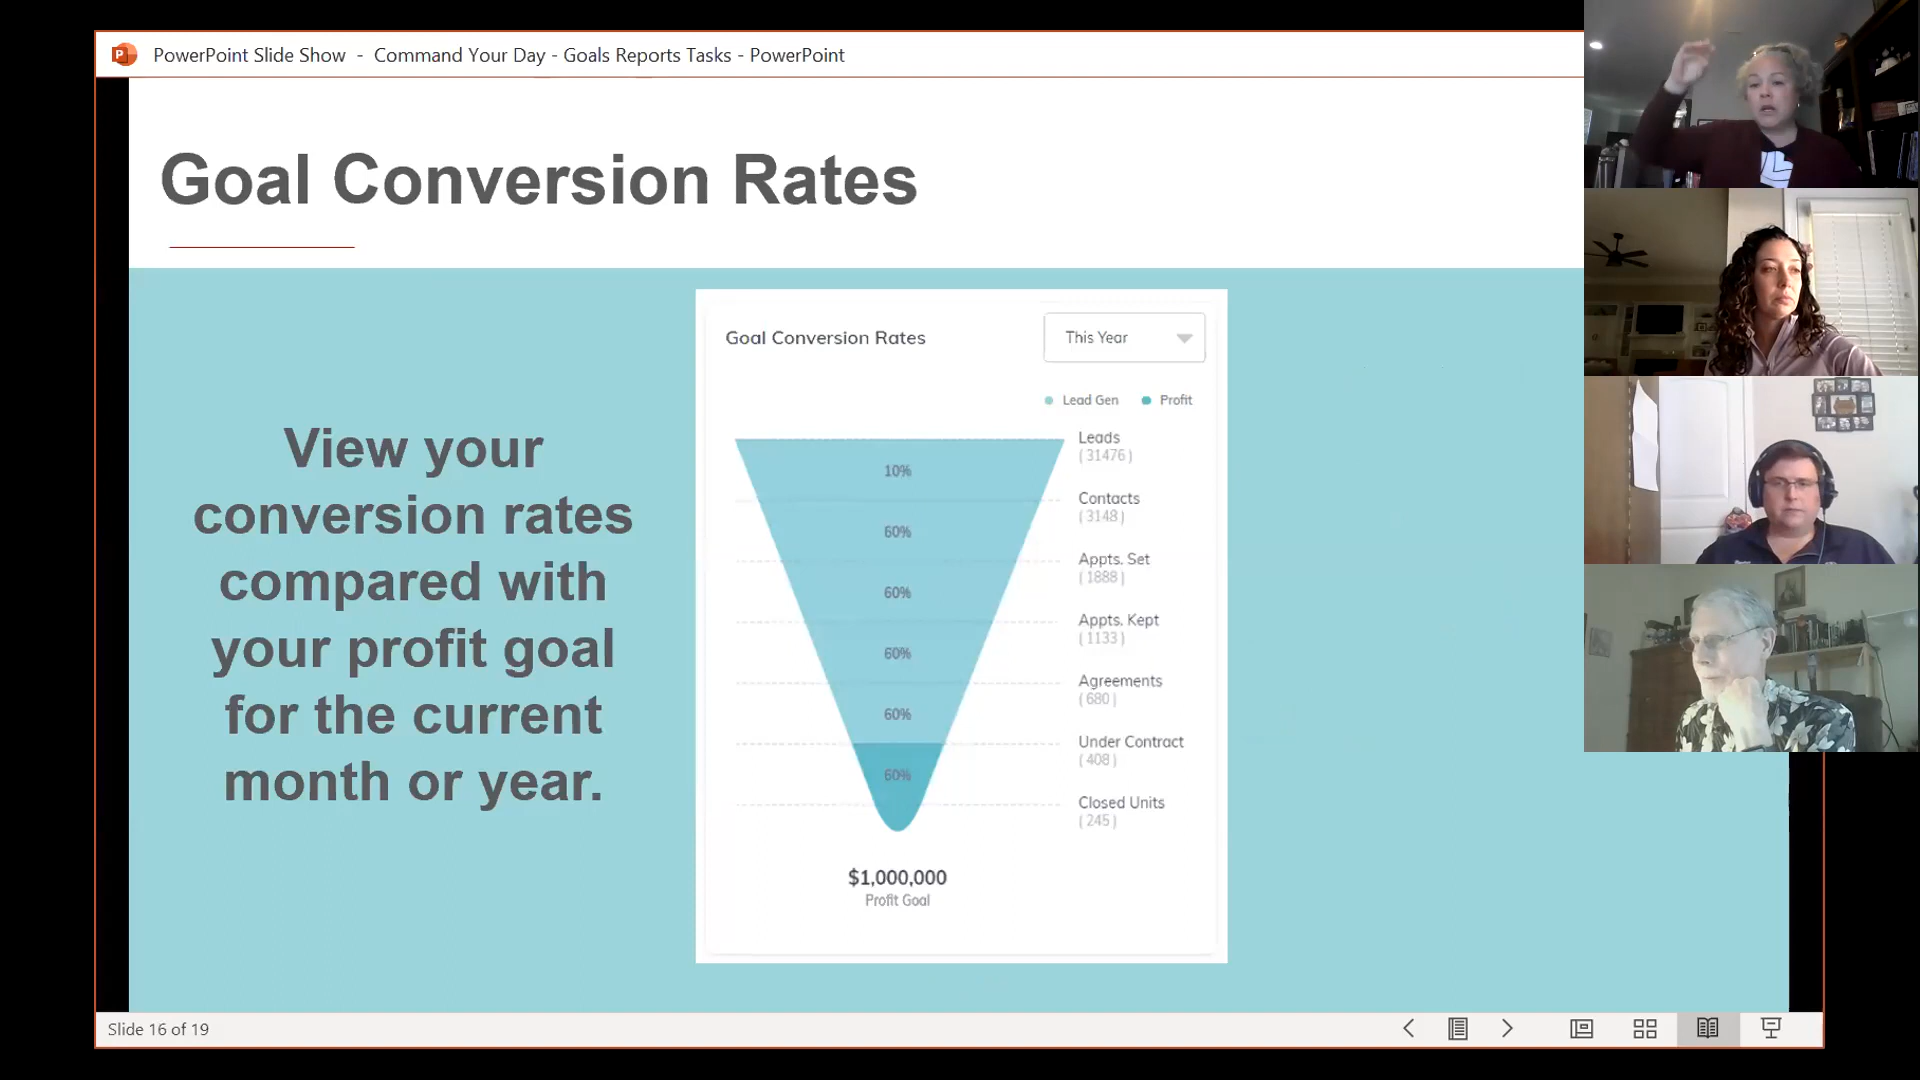 PowerPoint Slide Show - Command Your Day - Goals Reports Tasks - PowerPoint
Goal Conversion Rates
View your
conversion rates
compared with
your profit goal
for the current
month or year.
Goal Conversion Rates
This Year
Lead Gen Profit
Leads
(31476)
10%
Contacts
(3148)
60%
Appts. Set
(1888)
60%
Appts. Kept
(1133)
60%
Agreements
(680)
60%
Under Contract
(408)
60%
Closed Units
(245)
$1,000,000
Profit Goal
Slide 16 of 19